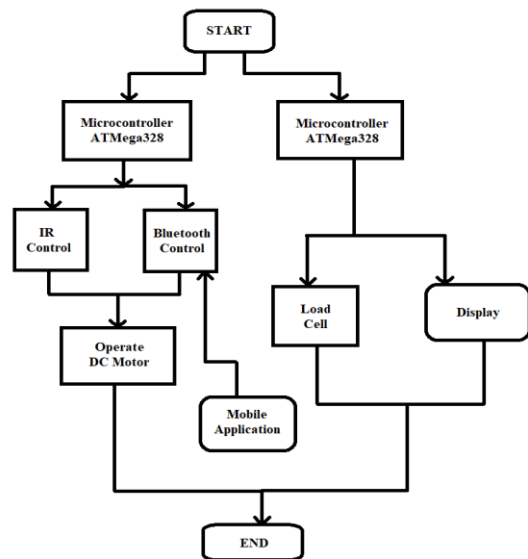 START
Microcontroller
ATMega328
Microcontroller
ATMega328
IR
Control
Bluetooth
Control
Load
Cell
Display
Operate
DC Motor
Mobile
Application
END